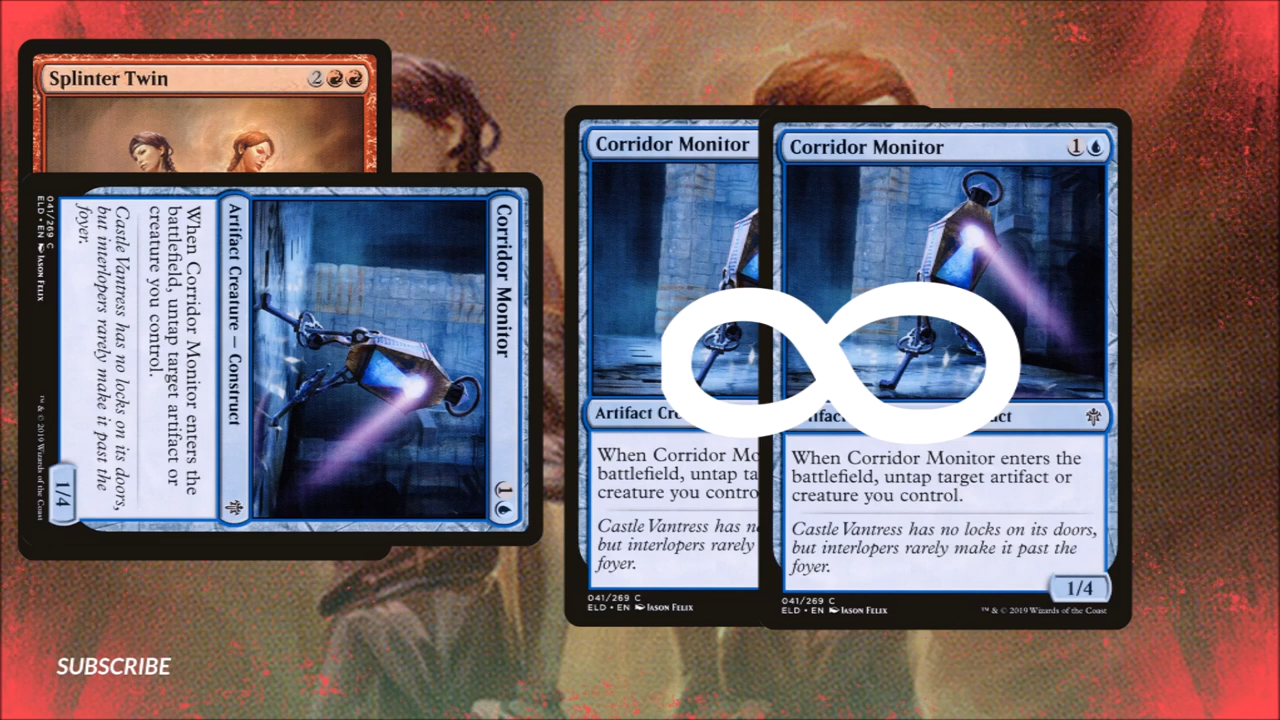 Splinter Twin 2
Corridor Monitor 1
Artifact Creature — Construct
When Corridor Monitor enters the
battlefield, untap target artifact or
creature you control.
Castle Vantress has no locks on its doors,
but interlopers rarely make it past the
foyer.
1/4
041/269 C
ELD • EN Jason Felix
™ & © 2019 Wizards of the Coast
Corridor Monitor
Artifact Cre
When Corridor Mo
battlefield, untap ta
creature you contro
Castle Vantress has n
but interlopers rarely
foyer.
041/269 C
ELD • EN Jason Felix
Corridor Monitor 1
When Corridor Monitor enters the
battlefield, untap target artifact or
creature you control.
Castle Vantress has no locks on its doors,
but interlopers rarely make it past the
foyer.
1/4
041/269 C
ELD • EN Jason Felix
™ & © 2019 Wizards of the Coast
SUBSCRIBE